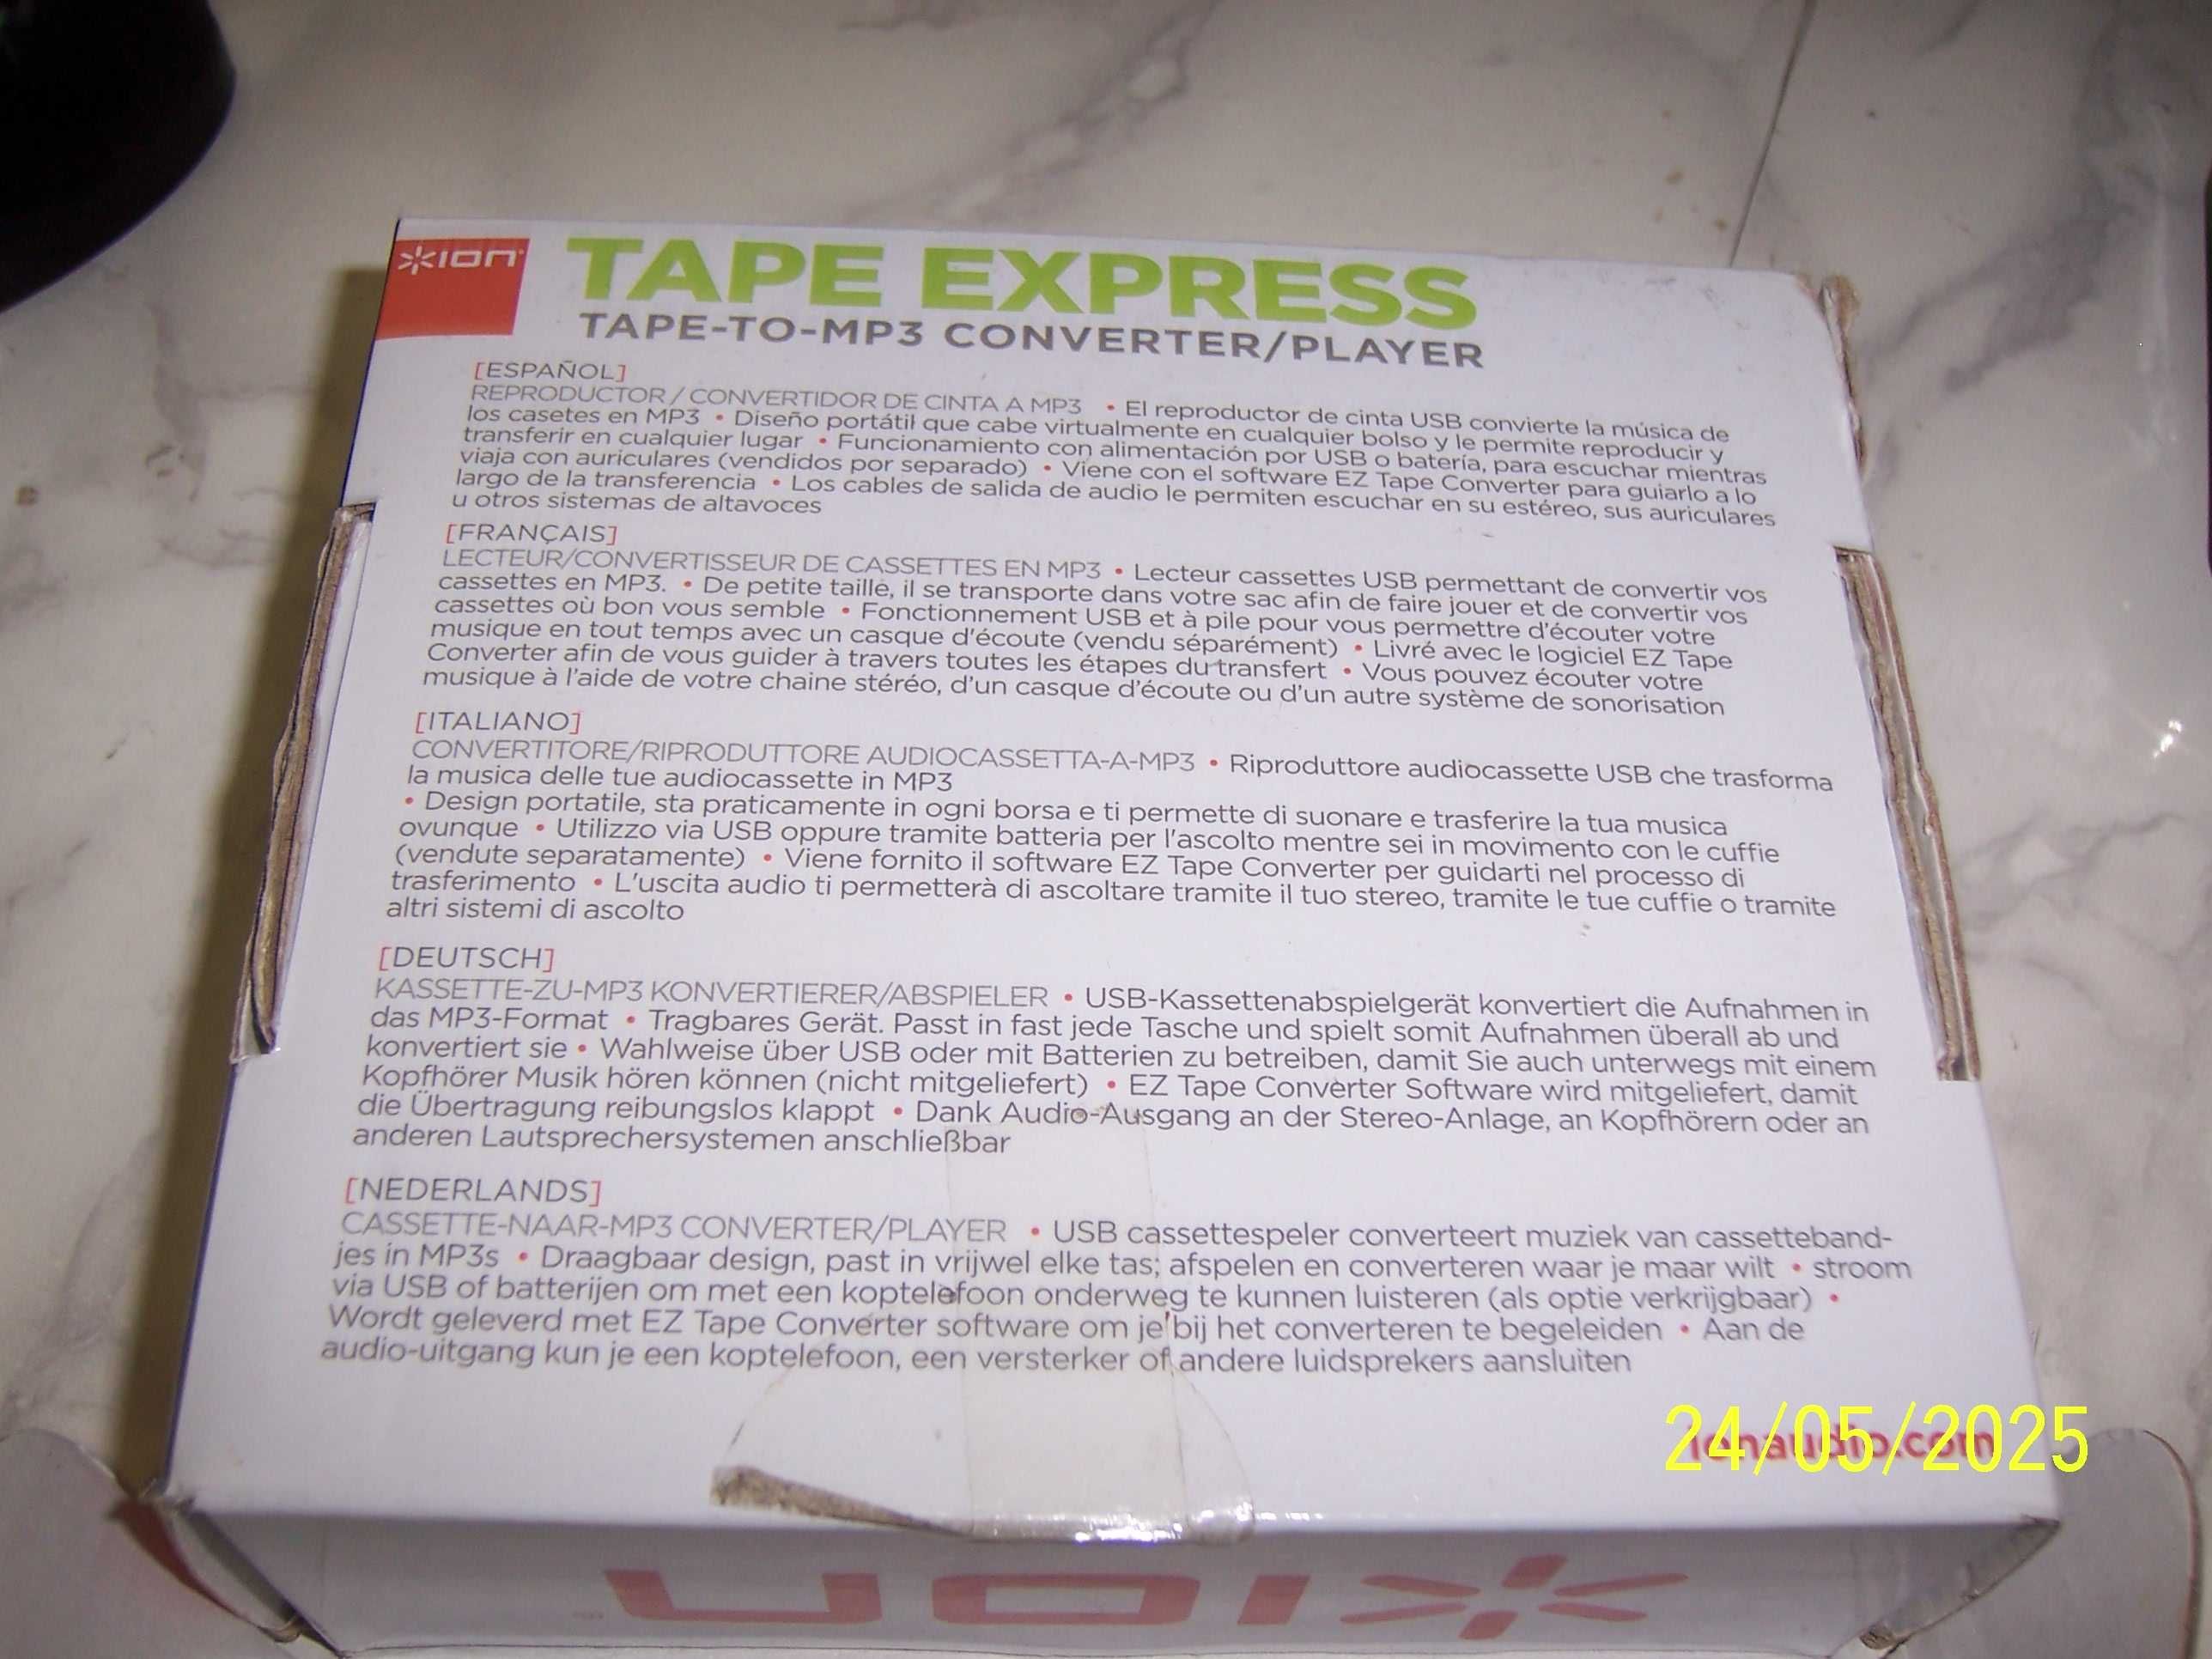 ion
TAPE EXPRESS
TAPE-TO-MP3 CONVERTER/PLAYER
[ESPAÑOL]
REPRODUCTOR / CONVERTIDOR DE CINTA A MP3 • El reproductor de cinta USB convierte la música de
los casetes en MP3 • Diseño portátil que cabe virtualmente en cualquier bolso y le permite reproducir y
transferir en cualquier lugar • Funcionamiento con alimentación por USB o batería, para escuchar mientras
viaja con auriculares (vendidos por separado) • Viene con el software EZ Tape Converter para guiarlo a lo
largo de la transferencia • Los cables de salida de audio le permiten escuchar en su estéreo, sus auriculares
u otros sistemas de altavoces
[FRANÇAIS]
LECTEUR/CONVERTISSEUR DE CASSETTES EN MP3 • Lecteur cassettes USB permettant de convertir vos
cassettes en MP3. • De petite taille, il se transporte dans votre sac afin de faire jouer et de convertir vos
cassettes où bon vous semble • Fonctionnement USB et à pile pour vous permettre d'écouter votre
musique en tout temps avec un casque d'écoute (vendu séparément) • Livré avec le logiciel EZ Tape
Converter afin de vous guider à travers toutes les étapes du transfert • Vous pouvez écouter votre
musique à l'aide de votre chaine stéréo, d'un casque d'écoute ou d'un autre système de sonorisation
[ITALIANO]
CONVERTITORE/RIPRODUTTORE AUDIOCASSETTA-A-MP3 • Riproduttore audiocassette USB che trasforma
la musica delle tue audiocassette in MP3
• Design portatile, sta praticamente in ogni borsa e ti permette di suonare e trasferire la tua musica
ovunque • Utilizzo via USB oppure tramite batteria per l'ascolto mentre sei in movimento con le cuffie
(vendute separatamente) • Viene fornito il software EZ Tape Converter per guidarti nel processo di
trasferimento • L'uscita audio ti permetterà di ascoltare tramite il tuo stereo, tramite le tue cuffie o tramite
altri sistemi di ascolto
[DEUTSCH]
KASSETTE-ZU-MP3 KONVERTIERER/ABSPIELER • USB-Kassettenabspielgerät konvertiert die Aufnahmen in
das MP3-Format • Tragbares Gerät. Passt in fast jede Tasche und spielt somit Aufnahmen überall ab und
konvertiert sie • Wahlweise über USB oder mit Batterien zu betreiben, damit Sie auch unterwegs mit einem
Kopfhörer Musik hören können (nicht mitgeliefert) • EZ Tape Converter Software wird mitgeliefert, damit
die Übertragung reibungslos klappt • Dank Audio-Ausgang an der Stereo-Anlage, an Kopfhörern oder an
anderen Lautsprechersystemen anschließbar
[NEDERLANDS]
CASSETTE-NAAR-MP3 CONVERTER/PLAYER • USB cassettespeler converteert muziek van cassetteband-
jes in MP3s • Draagbaar design, past in vrijwel elke tas; afspelen en converteren waar je maar wilt • stroom
via USB of batterijen om met een koptelefoon onderweg te kunnen luisteren (als optie verkrijgbaar) •
Wordt geleverd met EZ Tape Converter software om je bij het converteren te begeleiden • Aan de
audio-uitgang kun je een koptelefoon, een versterker of andere luidsprekers aansluiten
ionaudio.com
24/05/2025
ion